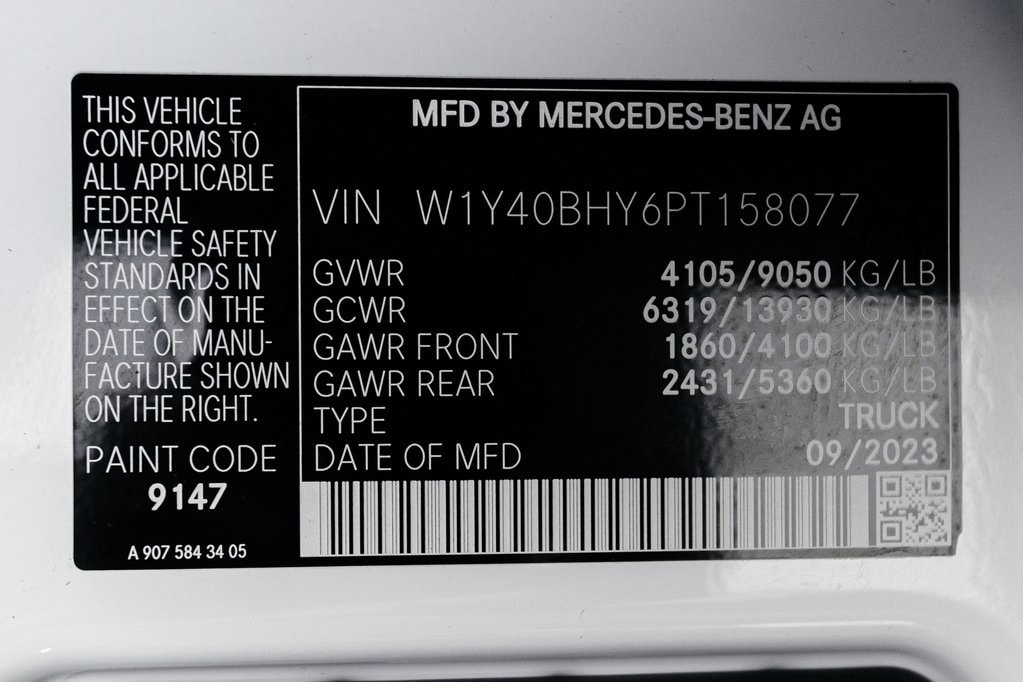 THIS VEHICLE
CONFORMS TO
ALL APPLICABLE
FEDERAL
VEHICLE SAFETY
STANDARDS IN
EFFECT ON THE
DATE OF MANU-
FACTURE SHOWN
ON THE RIGHT.
PAINT CODE
9147
A 907 584 34 05
MFD BY MERCEDES-BENZ AG
VIN W1Y40BHY6PT158077
GVWR 4105/9050 KG/LB
GCWR 6319/13930 KG/LB
GAWR FRONT 1860/4100 KG/LB
GAWR REAR 2431/5360 KG/LB
TYPE TRUCK
DATE OF MFD 09/2023